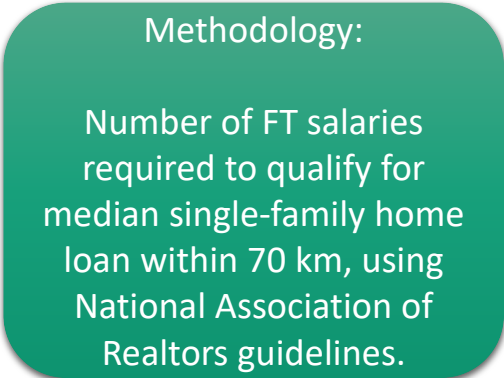 Methodology:
Number of FT salaries
required to qualify for
median single-family home
loan within 70 km, using
National Association of
Realtors guidelines.